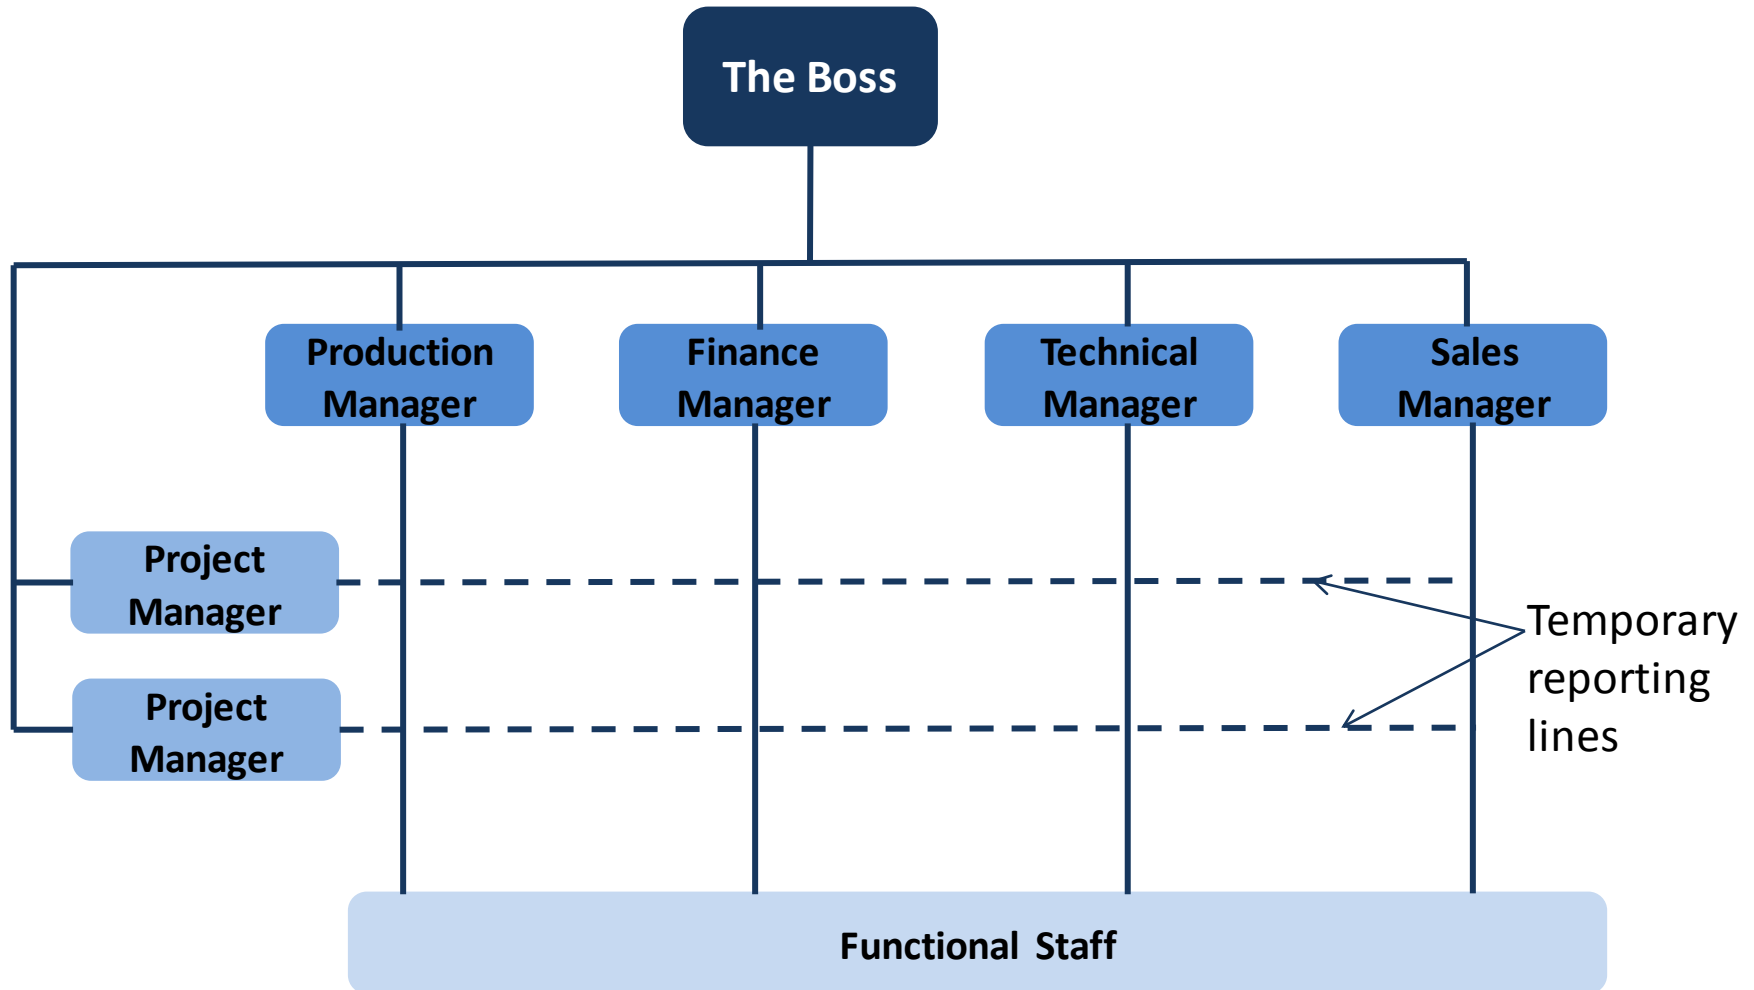 The Boss
Production
Manager
Finance
Manager
Technical
Manager
Sales
Manager
Project
Manager
Project
Manager
Temporary
reporting
lines
Functional Staff